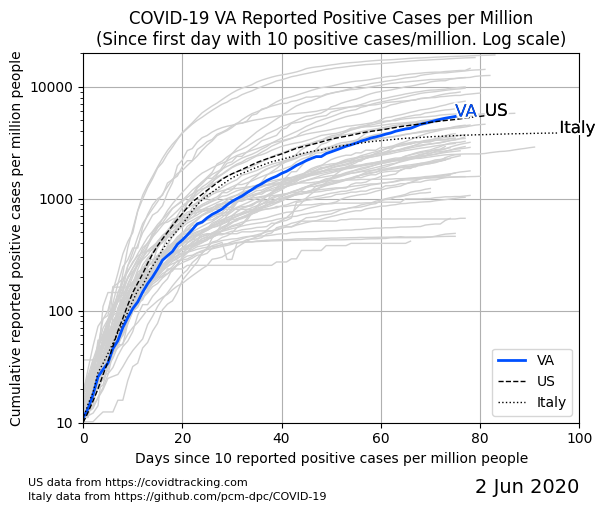 COVID-19 VA Reported Positive Cases per Million
(Since first day with 10 positive cases/million. Log scale)
Cumulative reported positive cases per million people
10000
1000
100
10
VA US
Italy
VA
US
Italy
0 20 40 60 80 100
Days since 10 reported positive cases per million people
US data from https://covidtracking.com
Italy data from https://github.com/pcm-dpc/COVID-19
2 Jun 2020